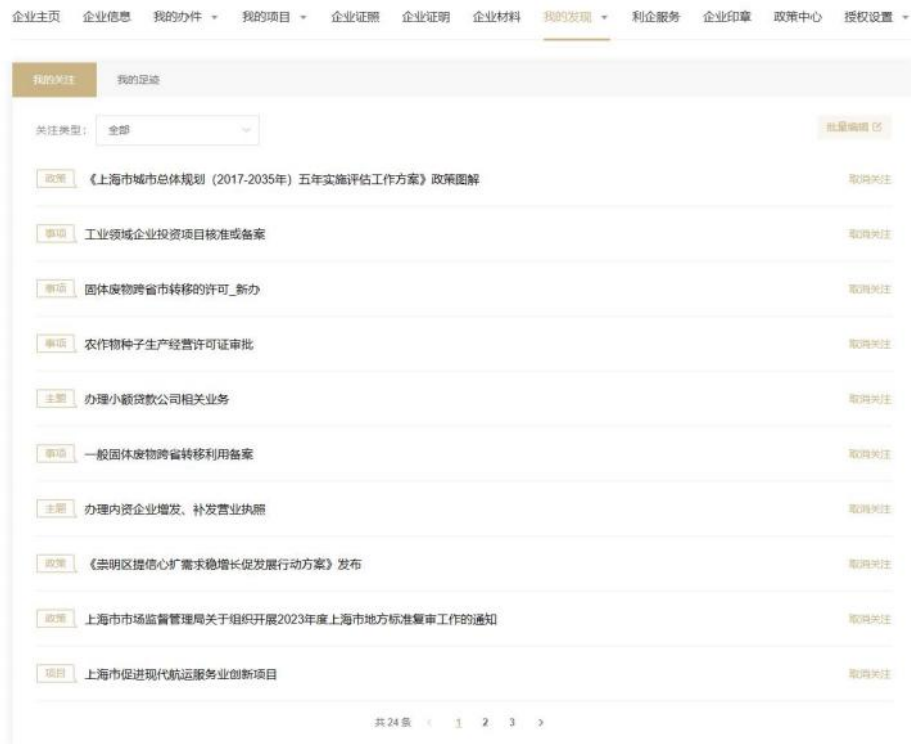 企业主页 企业信息 我的办件 我的项目 企业证照 企业证明 企业材料 我的发现 利企服务 企业印章 政策中心 授权设置
我的关注 我的足迹
关注类型: 全部 批量编辑
政策 《上海市城市总体规划（2017-2035年）五年实施评估工作方案》政策图解 取消关注
事项 工业领域企业投资项目核准或备案 取消关注
事项 固体废物跨省市转移的许可_新办 取消关注
事项 农作物种子生产经营许可证审批 取消关注
主题 办理小额贷款公司相关业务 取消关注
事项 一般固体废物跨省转移利用备案 取消关注
主题 办理内资企业增发、补发营业执照 取消关注
政策 《崇明区提信心扩需求稳增长促发展行动方案》发布 取消关注
政策 上海市市场监督管理局关于组织开展2023年度上海市地方标准复审工作的通知 取消关注
项目 上海市促进现代航运服务业创新项目 取消关注
共24条 < 1 2 3 >